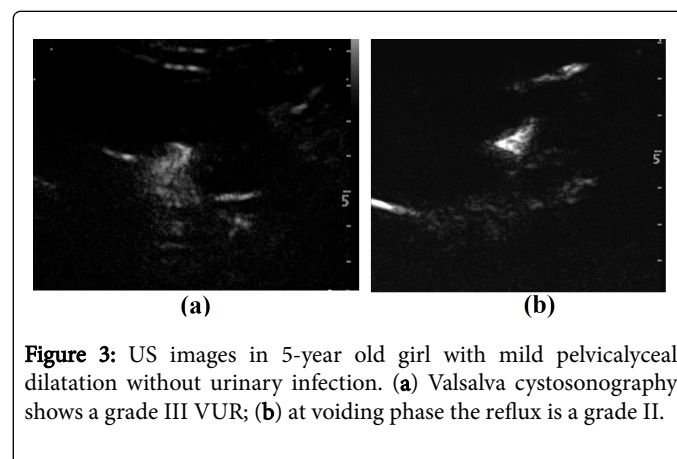 5
5
(a)
(b)
Figure 3: US images in 5-year old girl with mild pelvicalyceal
dilatation without urinary infection. (a) Valsalva cystosonography
shows a grade III VUR; (b) at voiding phase the reflux is a grade II.